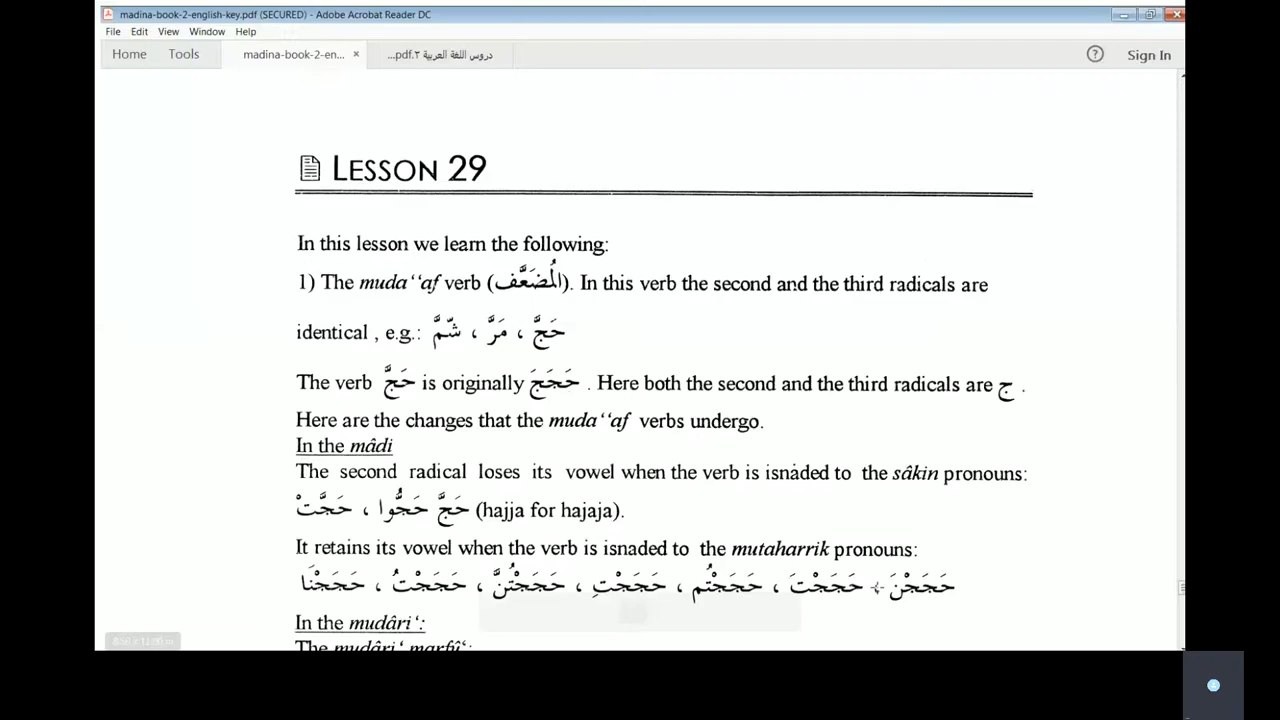 madina-book-2-english-key.pdf (SECURED) - Adobe Acrobat Reader DC
File Edit View Window Help
Home Tools madina-book-2-en... × دروس اللغة العربية ٢.pdf... ? Sign In
LESSON 29
In this lesson we learn the following:
1) The muda‘‘af verb (الْمُضَعَّف). In this verb the second and the third radicals are
identical , e.g.: حَجَّ ، مَرَّ ، شَمَّ
The verb حَجَّ is originally حَجَجَ . Here both the second and the third radicals are ج .
Here are the changes that the muda‘‘af verbs undergo.
In the mâdi
The second radical loses its vowel when the verb is isnaded to the sâkin pronouns:
حَجَّ حَجُّوا ، حَجَّتْ (hajja for hajaja).
It retains its vowel when the verb is isnaded to the mutaharrik pronouns:
حَجَجْنَ ، حَجَجْتَ ، حَجَجْتُم ، حَجَجْتِ ، حَجَجْتُنَّ ، حَجَجْتُ ، حَجَجْنَا
In the mudâri‘:
The mudâri‘ marfû‘: